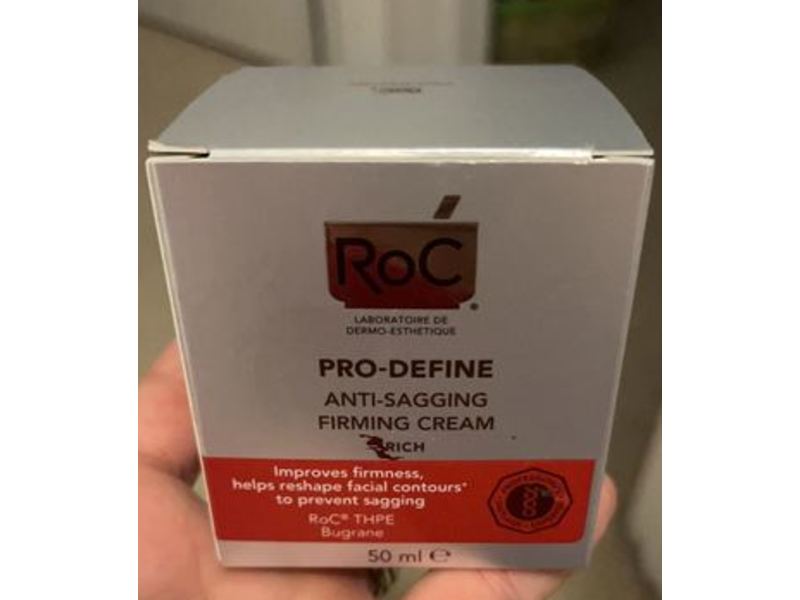 RoC®
LABORATOIRE DE
DERMO-ESTHETIQUE
PRO-DEFINE
ANTI-SAGGING
FIRMING CREAM
RICH
Improves firmness,
helps reshape facial contours*
to prevent sagging
RoC® THPE
Bugrane
50 ml ℮